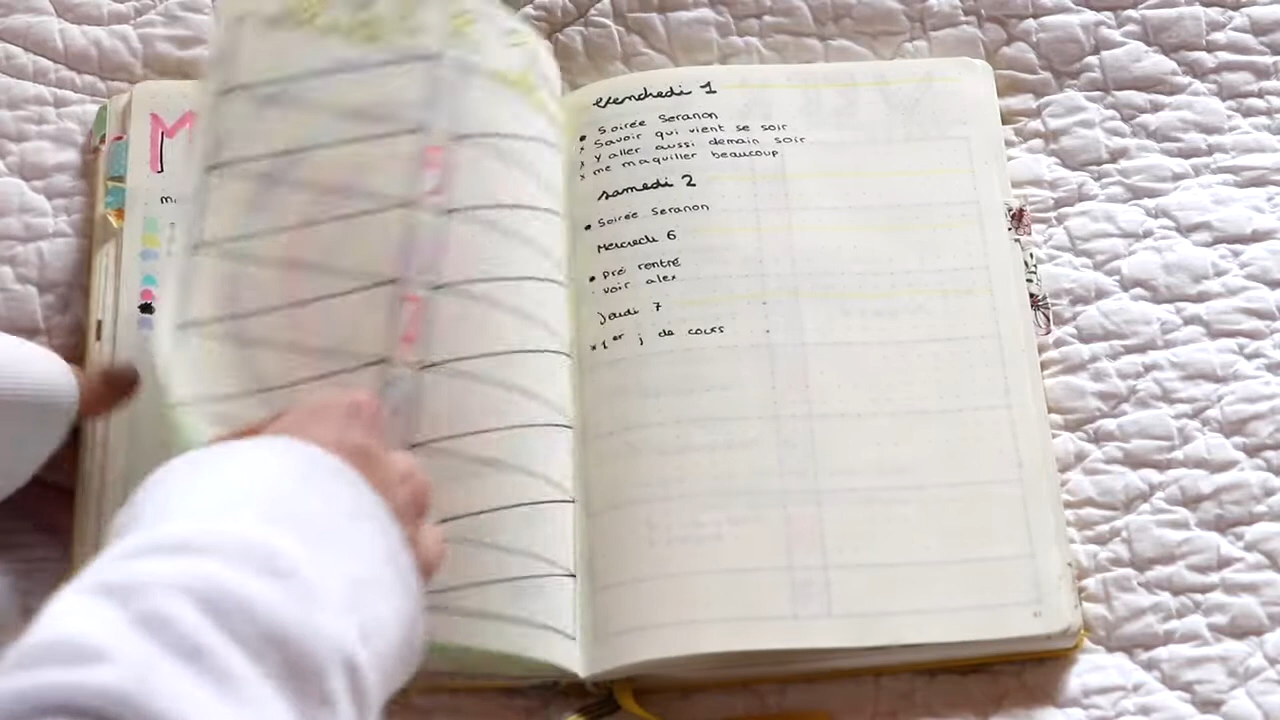 M
m
vendredi 1
• Soirée Seranon
* Savoir qui vient se soir
x y aller aussi demain soir
x me maquiller beaucoup
samedi 2
• Soirée Seranon
Mercredi 6
• pré rentré
. voir alex
jeudi 7
* 1er j de cours